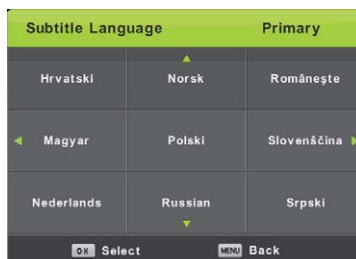 Subtitle Language Primary
Hrvatski Norsk Româneşte
Magyar Polski Slovenščina
Nederlands Russian Srpski
OK Select MENU Back